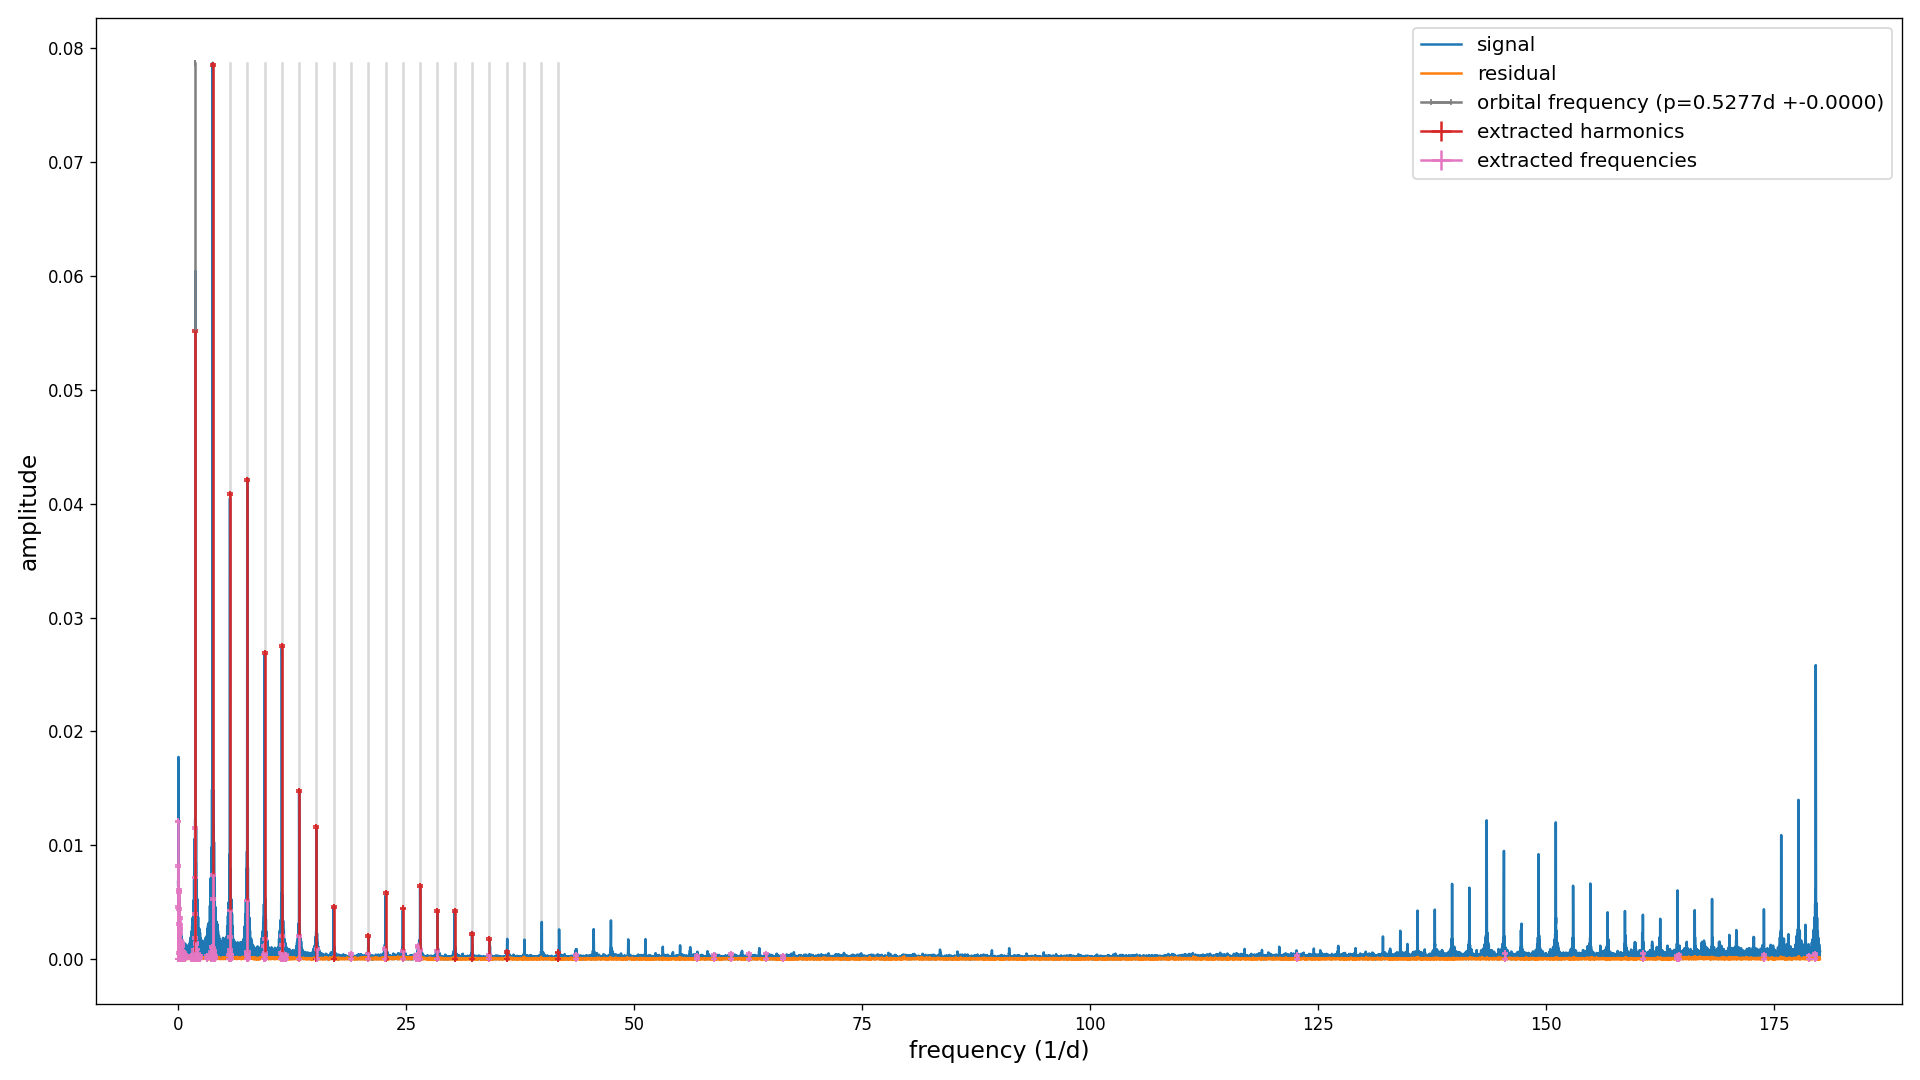 0.08
0.07
0.06
0.05
0.04
0.03
0.02
0.01
0.00
amplitude
0
25
50
75
100
125
150
175
frequency (1/d)
signal
residual
orbital frequency (p=0.5277d +-0.0000)
extracted harmonics
extracted frequencies